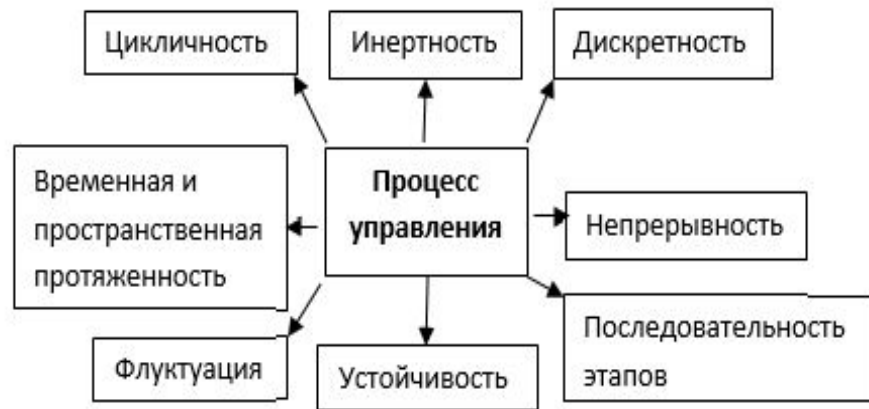 Цикличность
Инертность
Дискретность
Временная и
пространственная
протяженность
Процесс
управления
Непрерывность
Флуктуация
Устойчивость
Последовательность
этапов